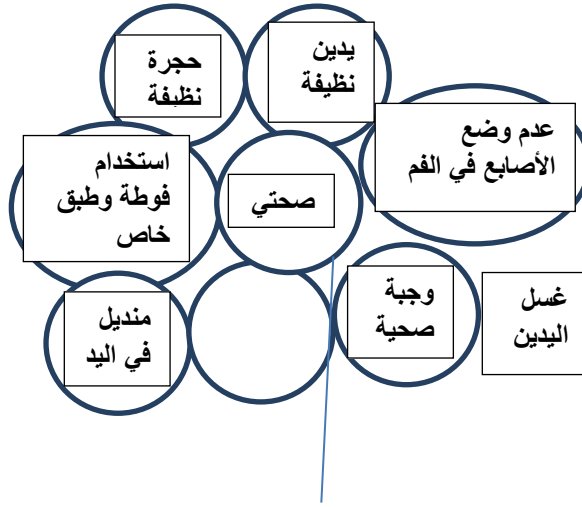 يدين
نظيفة
حجرة
نظيفة
عدم وضع
الأصابع في الفم
استخدام
فوطة وطبق
خاص
صحتي
غسل
اليدين
وجبة
صحية
منديل
في اليد